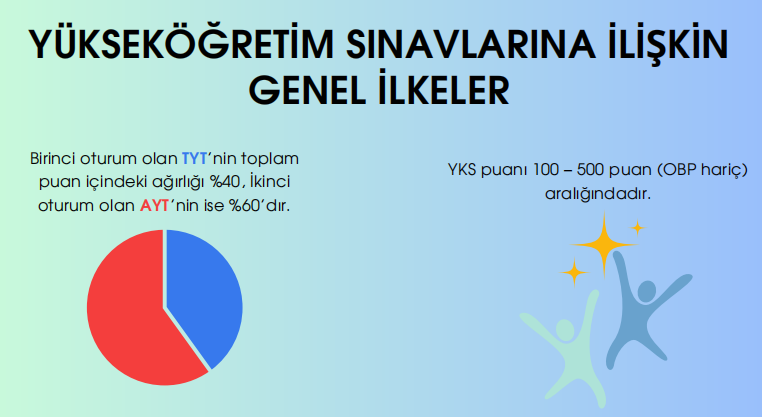 YÜKSEKÖĞRETİM SINAVLARINA İLİŞKİN
GENEL İLKELER
Birinci oturum olan TYT'nin toplam
puan içindeki ağırlığı %40, İkinci
oturum olan AYT'nin ise %60'dır.
YKS puanı 100 – 500 puan (OBP hariç)
aralığındadır.